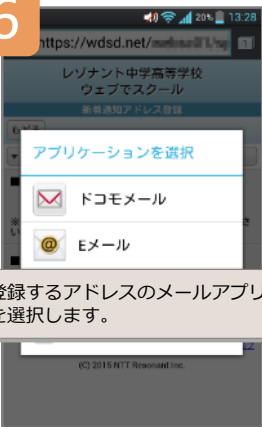 6
20% 13:28
https://wdsd.net/
1
レゾナント中学高等学校
ウェブでスクール
新着通知アドレス登録
アプリケーションを選択
ドコモメール
Eメール
登録するアドレスのメールアプリ
を選択します。
(C) 2015 NTT Resonant Inc.